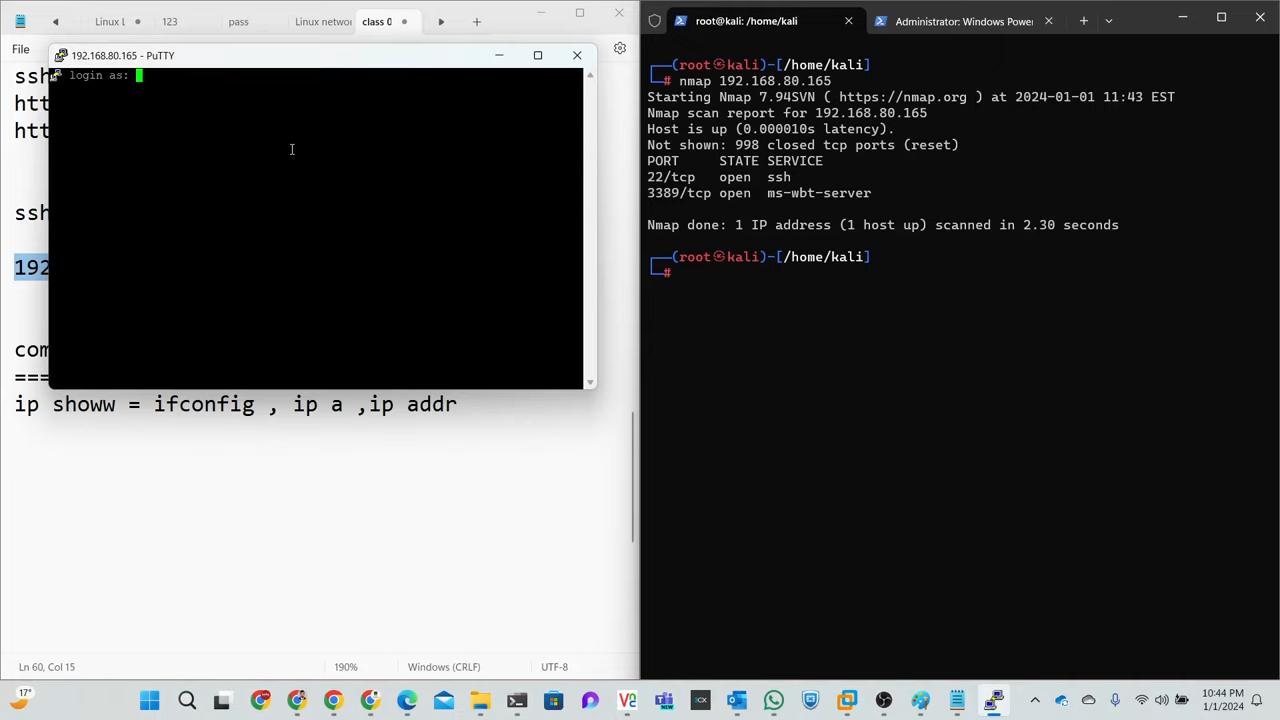 Linux l
123
pass
Linux netwo
class 0
File
ssh
htt
htt
ssh
192
com
===
ip showw = ifconfig , ip a ,ip addr
Ln 60, Col 15
190%
Windows (CRLF)
UTF-8
192.168.80.165 - PuTTY
login as:
root@kali: /home/kali
Administrator: Windows Power
┌──(root㉿kali)-[/home/kali]
└─# nmap 192.168.80.165
Starting Nmap 7.94SVN ( https://nmap.org ) at 2024-01-01 11:43 EST
Nmap scan report for 192.168.80.165
Host is up (0.000010s latency).
Not shown: 998 closed tcp ports (reset)
PORT     STATE SERVICE
22/tcp   open  ssh
3389/tcp open  ms-wbt-server
Nmap done: 1 IP address (1 host up) scanned in 2.30 seconds
┌──(root㉿kali)-[/home/kali]
└─#
17°
NEW
CX
10:44 PM
1/1/2024